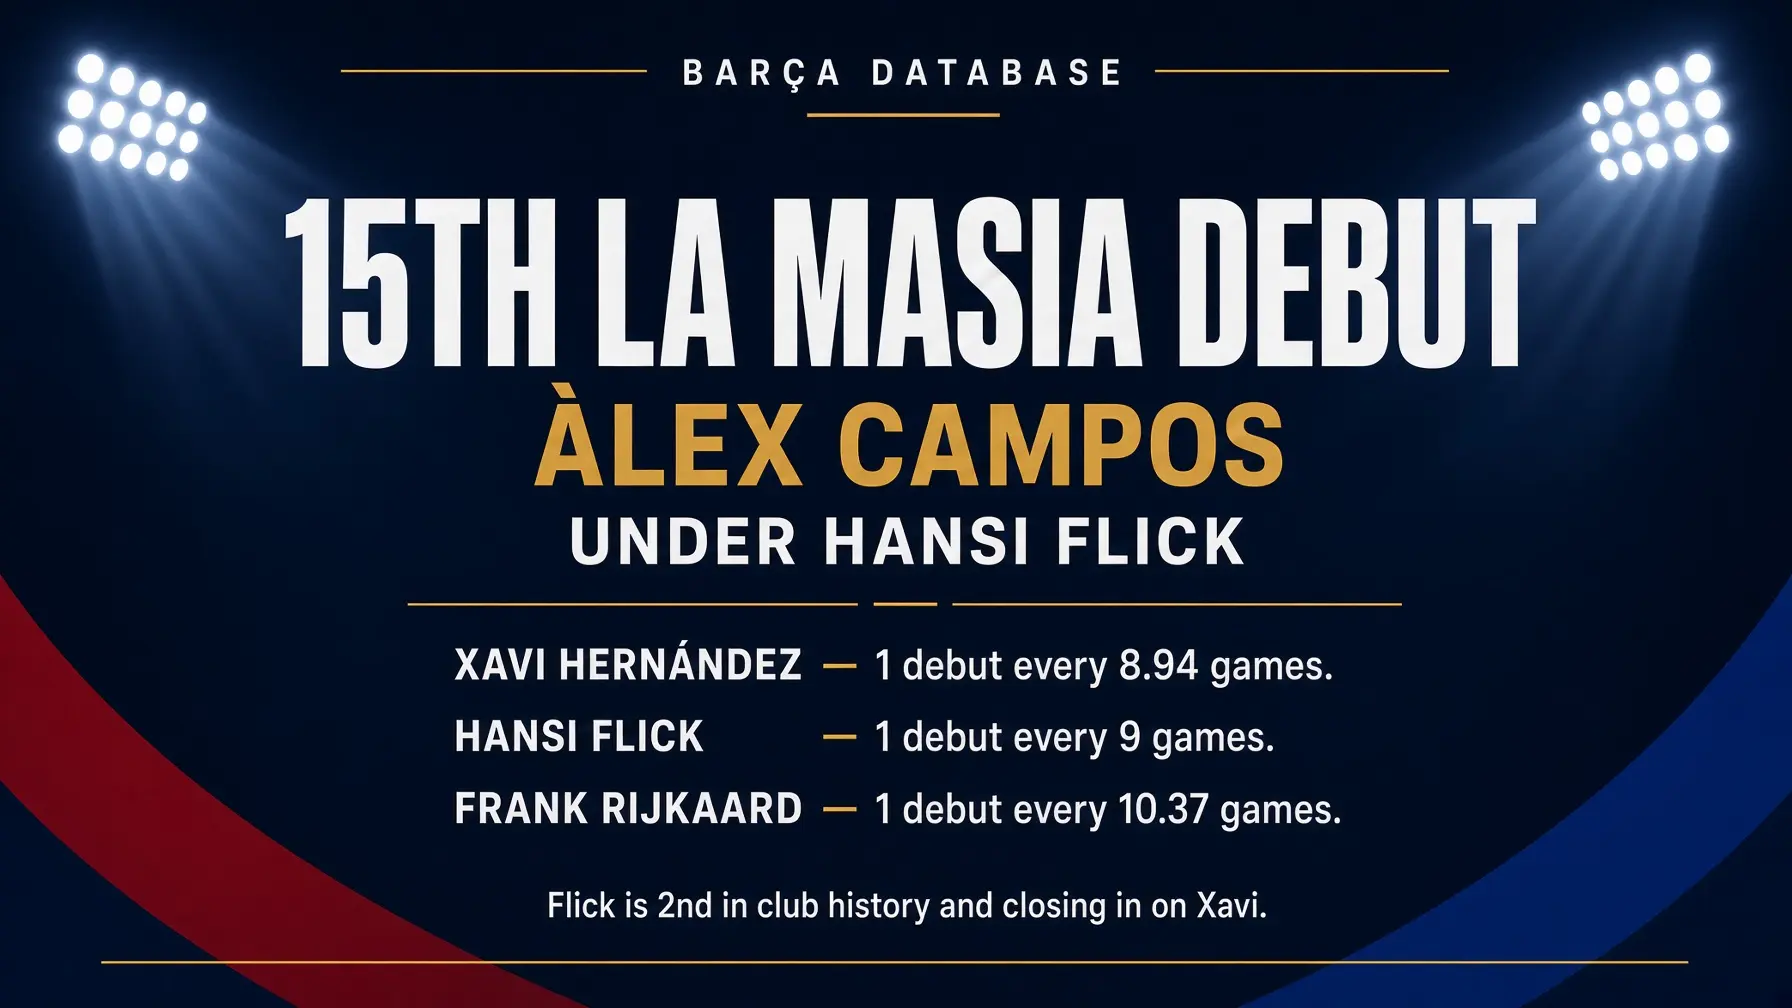 BARÇA DATABASE
15TH LA MASIA DEBUT
ÀLEX CAMPOS
UNDER HANSI FLICK
XAVI HERNÁNDEZ — 1 debut every 8.94 games.
HANSI FLICK — 1 debut every 9 games.
FRANK RIJKAARD — 1 debut every 10.37 games.
Flick is 2nd in club history and closing in on Xavi.